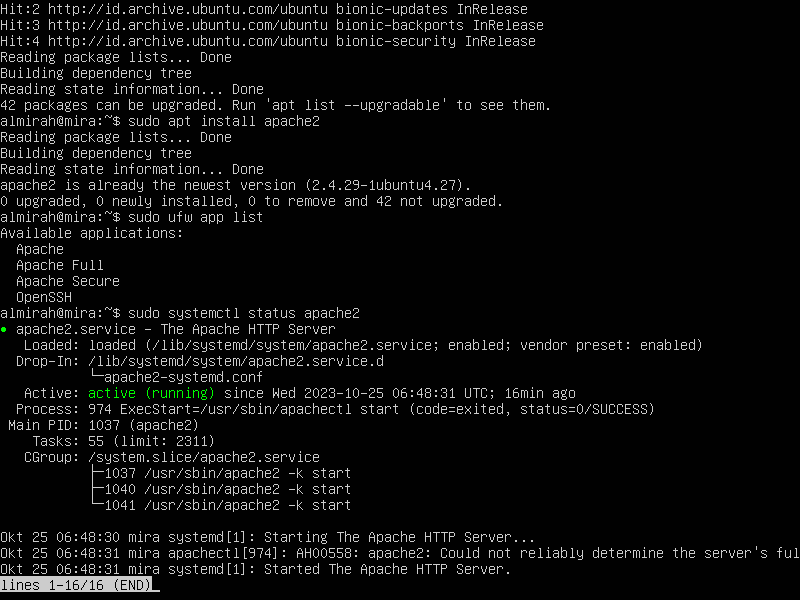 Hit:2 http://id.archive.ubuntu.com/ubuntu bionic-updates InRelease
Hit:3 http://id.archive.ubuntu.com/ubuntu bionic-backports InRelease
Hit:4 http://id.archive.ubuntu.com/ubuntu bionic-security InRelease
Reading package lists... Done
Building dependency tree
Reading state information... Done
42 packages can be upgraded. Run 'apt list --upgradable' to see them.
almirah@mira:~$ sudo apt install apache2
Reading package lists... Done
Building dependency tree
Reading state information... Done
apache2 is already the newest version (2.4.29-1ubuntu4.27).
0 upgraded, 0 newly installed, 0 to remove and 42 not upgraded.
almirah@mira:~$ sudo ufw app list
Available applications:
  Apache
  Apache Full
  Apache Secure
  OpenSSH
almirah@mira:~$ sudo systemctl status apache2
● apache2.service - The Apache HTTP Server
   Loaded: loaded (/lib/systemd/system/apache2.service; enabled; vendor preset: enabled)
  Drop-In: /lib/systemd/system/apache2.service.d
           └─apache2-systemd.conf
   Active: active (running) since Wed 2023-10-25 06:48:31 UTC; 16min ago
  Process: 974 ExecStart=/usr/sbin/apachectl start (code=exited, status=0/SUCCESS)
 Main PID: 1037 (apache2)
    Tasks: 55 (limit: 2311)
   CGroup: /system.slice/apache2.service
           ├─1037 /usr/sbin/apache2 -k start
           ├─1040 /usr/sbin/apache2 -k start
           └─1041 /usr/sbin/apache2 -k start

Okt 25 06:48:30 mira systemd[1]: Starting The Apache HTTP Server...
Okt 25 06:48:31 mira apachectl[974]: AH00558: apache2: Could not reliably determine the server's ful
Okt 25 06:48:31 mira systemd[1]: Started The Apache HTTP Server.
lines 1-16/16 (END)